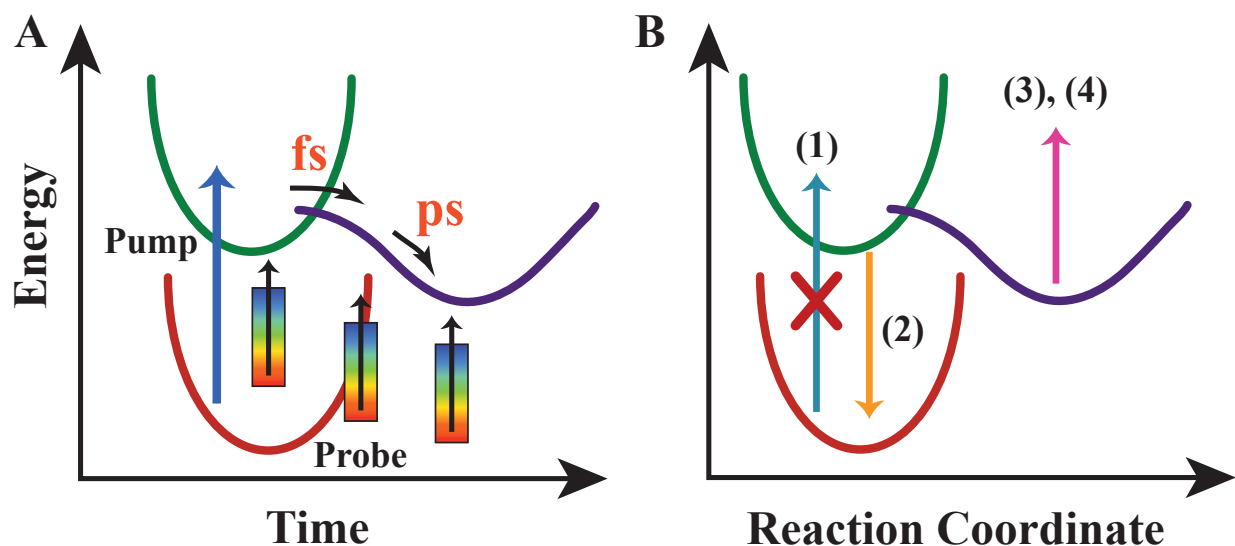 A
Energy
Pump
fs
ps
Probe
Time
B
(1)
(2)
(3), (4)
Reaction Coordinate